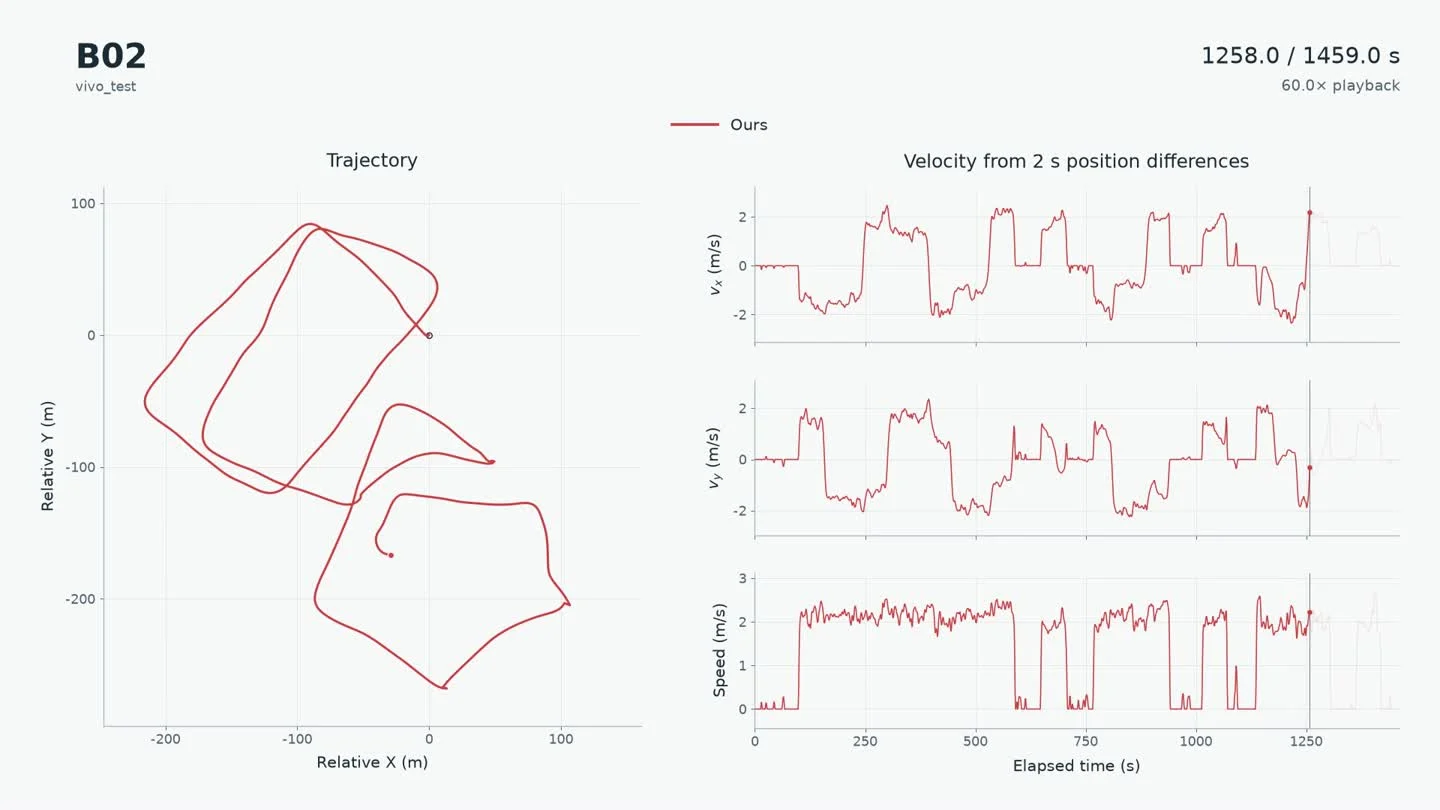 B02
vivo_test
1258.0 / 1459.0 s
60.0× playback
Ours
Trajectory
Relative Y (m)
100
0
-100
-200
-200
-100
0
100
Relative X (m)
Velocity from 2 s position differences
vx (m/s)
2
0
-2
vy (m/s)
2
0
-2
Speed (m/s)
3
2
1
0
0
250
500
750
1000
1250
Elapsed time (s)